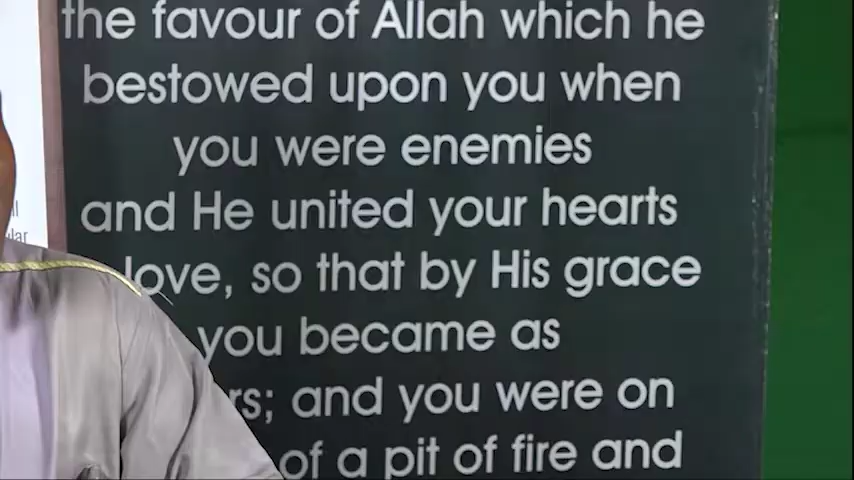 the favour of Allah which he
bestowed upon you when
you were enemies
and He united your hearts
love, so that by His grace
you became as
rs; and you were on
of a pit of fire and